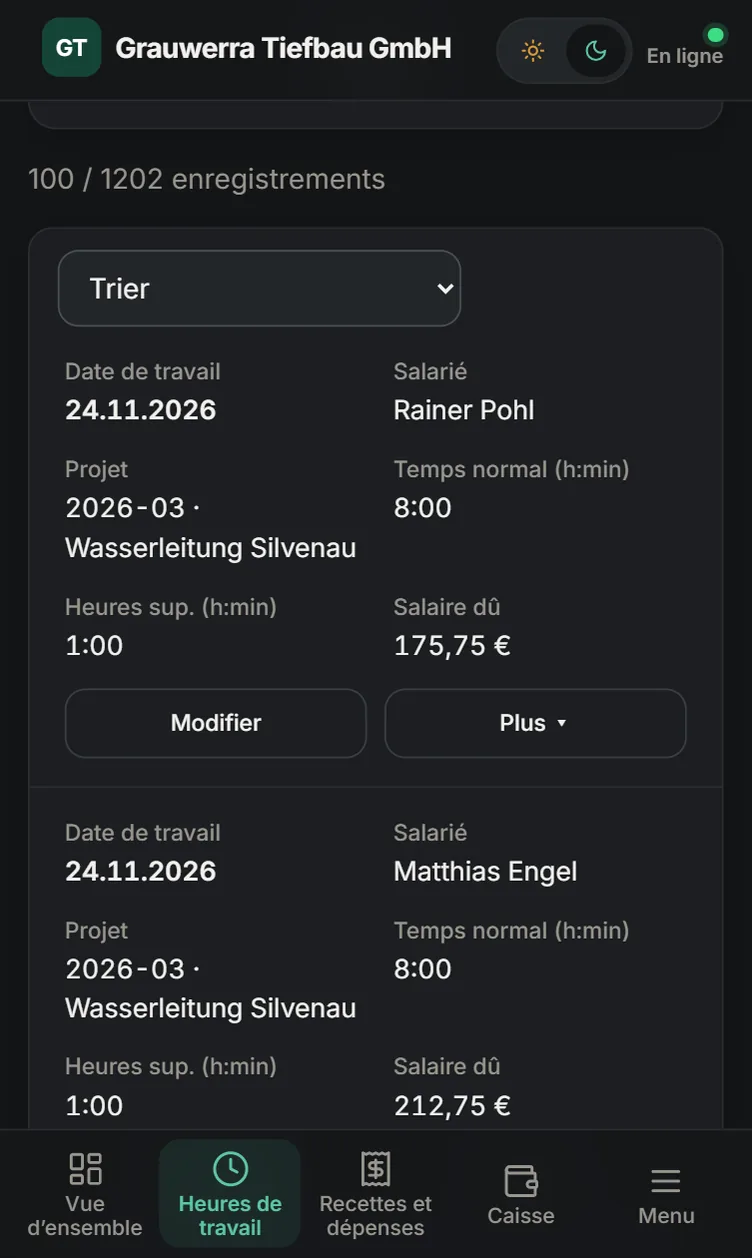 GT Grauwerra Tiefbau GmbH En ligne
100 / 1202 enregistrements
Trier
Date de travail Salarié
24.11.2026 Rainer Pohl
Projet Temps normal (h:min)
2026-03 · 8:00
Wasserleitung Silvenau
Heures sup. (h:min) Salaire dû
1:00 175,75 €
Modifier Plus ▾
Date de travail Salarié
24.11.2026 Matthias Engel
Projet Temps normal (h:min)
2026-03 · 8:00
Wasserleitung Silvenau
Heures sup. (h:min) Salaire dû
1:00 212,75 €
Vue d’ensemble
Heures de travail
Recettes et dépenses
Caisse
Menu